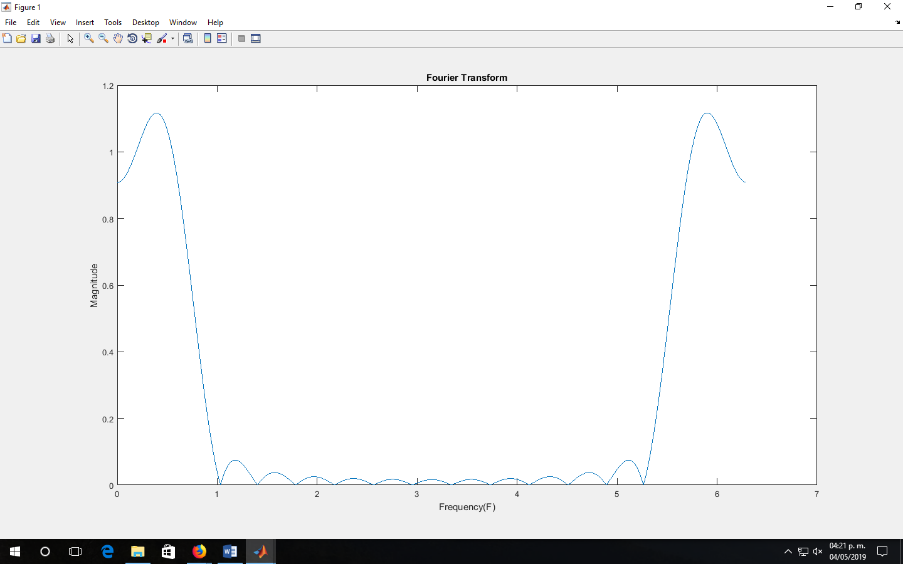 Figure 1
File Edit View Insert Tools Desktop Window Help
Fourier Transform
1.2
1
0.8
0.6
0.4
0.2
0
Magnitude
0 1 2 3 4 5 6 7
Frequency(F)
04:21 p. m.
04/05/2019